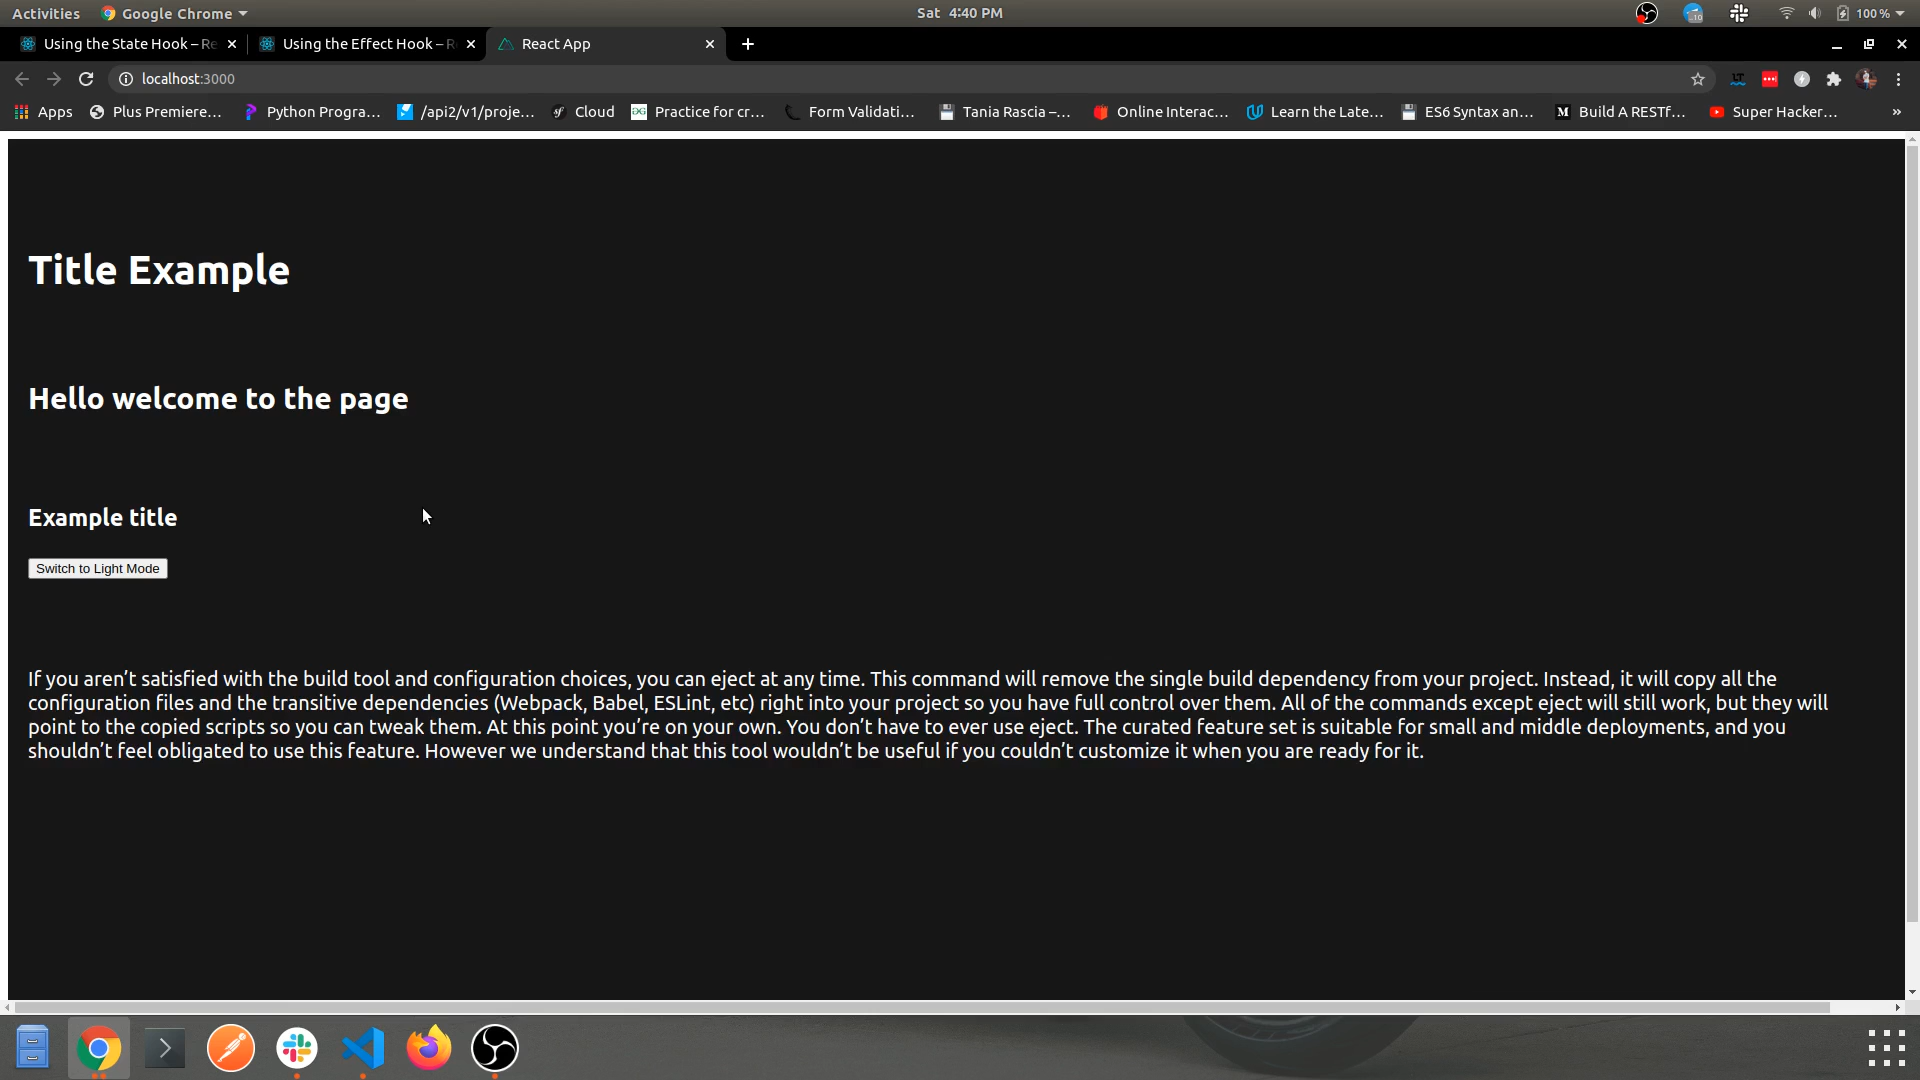 Activities
Google Chrome
Sat 4:40 PM
100 %
Using the State Hook – Re
Using the Effect Hook – R
React App
localhost:3000
Apps
Plus Premiere...
Python Progra...
/api2/v1/proje...
Cloud
Practice for cr...
Form Validati...
Tania Rascia –...
Online Interac...
Learn the Late...
ES6 Syntax an...
Build A RESTf...
Super Hacker...
»
Title Example
Hello welcome to the page
Example title
Switch to Light Mode
If you aren’t satisfied with the build tool and configuration choices, you can eject at any time. This command will remove the single build dependency from your project. Instead, it will copy all the
configuration files and the transitive dependencies (Webpack, Babel, ESLint, etc) right into your project so you have full control over them. All of the commands except eject will still work, but they will
point to the copied scripts so you can tweak them. At this point you’re on your own. You don’t have to ever use eject. The curated feature set is suitable for small and middle deployments, and you
shouldn’t feel obligated to use this feature. However we understand that this tool wouldn’t be useful if you couldn’t customize it when you are ready for it.